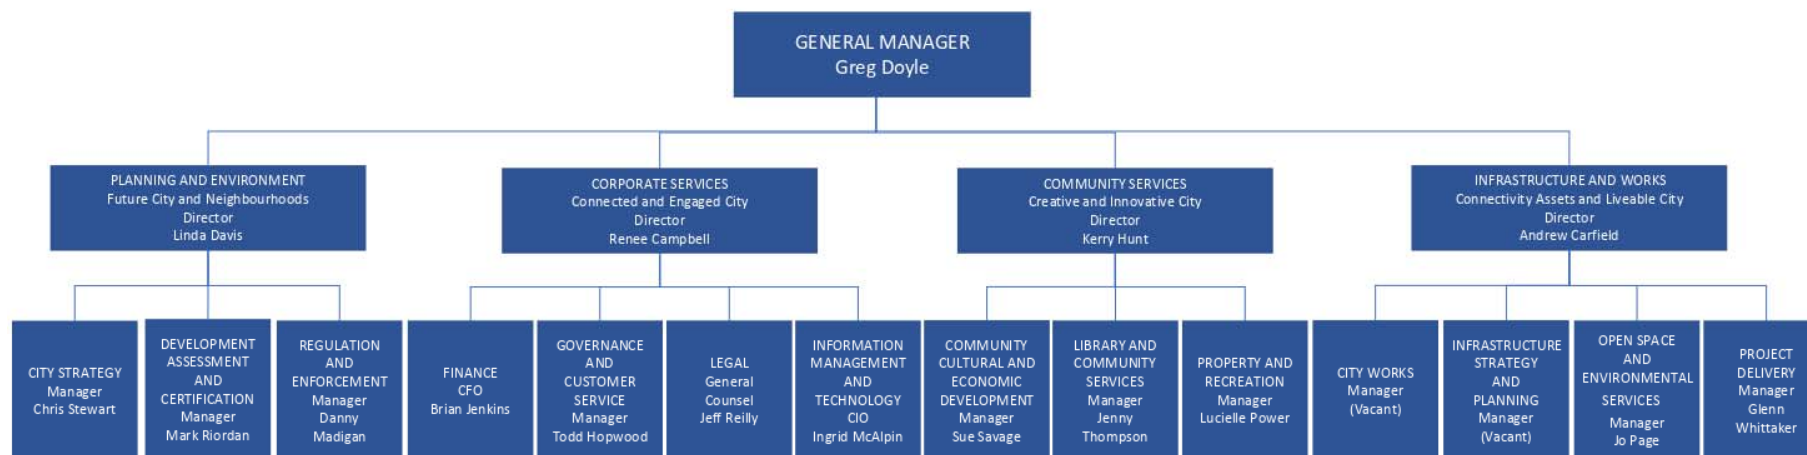 GENERAL MANAGER
Greg Doyle
PLANNING AND ENVIRONMENT
Future City and Neighbourhoods
Director
Linda Davis
CORPORATE SERVICES
Connected and Engaged City
Director
Renee Campbell
COMMUNITY SERVICES
Creative and Innovative City
Director
Kerry Hunt
INFRASTRUCTURE AND WORKS
Connectivity Assets and Liveable City
Director
Andrew Carfield
CITY STRATEGY
Manager
Chris Stewart
DEVELOPMENT
ASSESSMENT
AND
CERTIFICATION
Manager
Mark Riordan
REGULATION
AND
ENFORCEMENT
Manager
Danny
Madigan
FINANCE
CFO
Brian Jenkins
GOVERNANCE
AND
CUSTOMER
SERVICE
Manager
Todd Hopwood
LEGAL
General
Counsel
Jeff Reilly
INFORMATION
MANAGEMENT
AND
TECHNOLOGY
CIO
Ingrid McAlpin
COMMUNITY
CULTURAL AND
ECONOMIC
DEVELOPMENT
Manager
Sue Savage
LIBRARY AND
COMMUNITY
SERVICES
Manager
Jenny
Thompson
PROPERTY AND
RECREATION
Manager
Lucielle Power
CITY WORKS
Manager
(Vacant)
INFRASTRUCTURE
STRATEGY
AND
PLANNING
Manager
(Vacant)
OPEN SPACE
AND
ENVIRONMENTAL
SERVICES
Manager
Jo Page
PROJECT
DELIVERY
Manager
Glenn
Whittaker